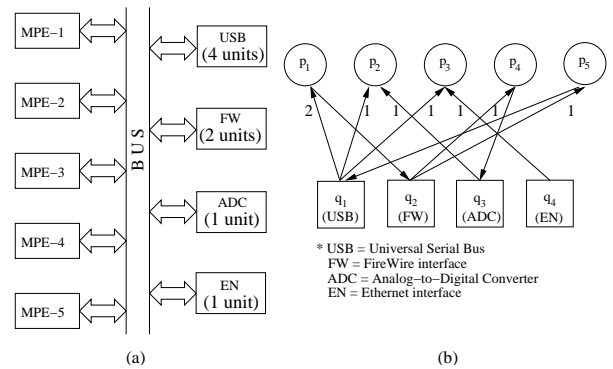 MPE−1
MPE−2
MPE−3
MPE−4
MPE−5
BUS
USB
(4 units)
FW
(2 units)
ADC
(1 unit)
EN
(1 unit)
(a)
p1 p2 p3 p4 p5
2 1 1 1 1 1 1
q1
(USB)
q2
(FW)
q3
(ADC)
q4
(EN)
* USB = Universal Serial Bus
FW = FireWire interface
ADC = Analog−to−Digital Converter
EN = Ethernet interface
(b)